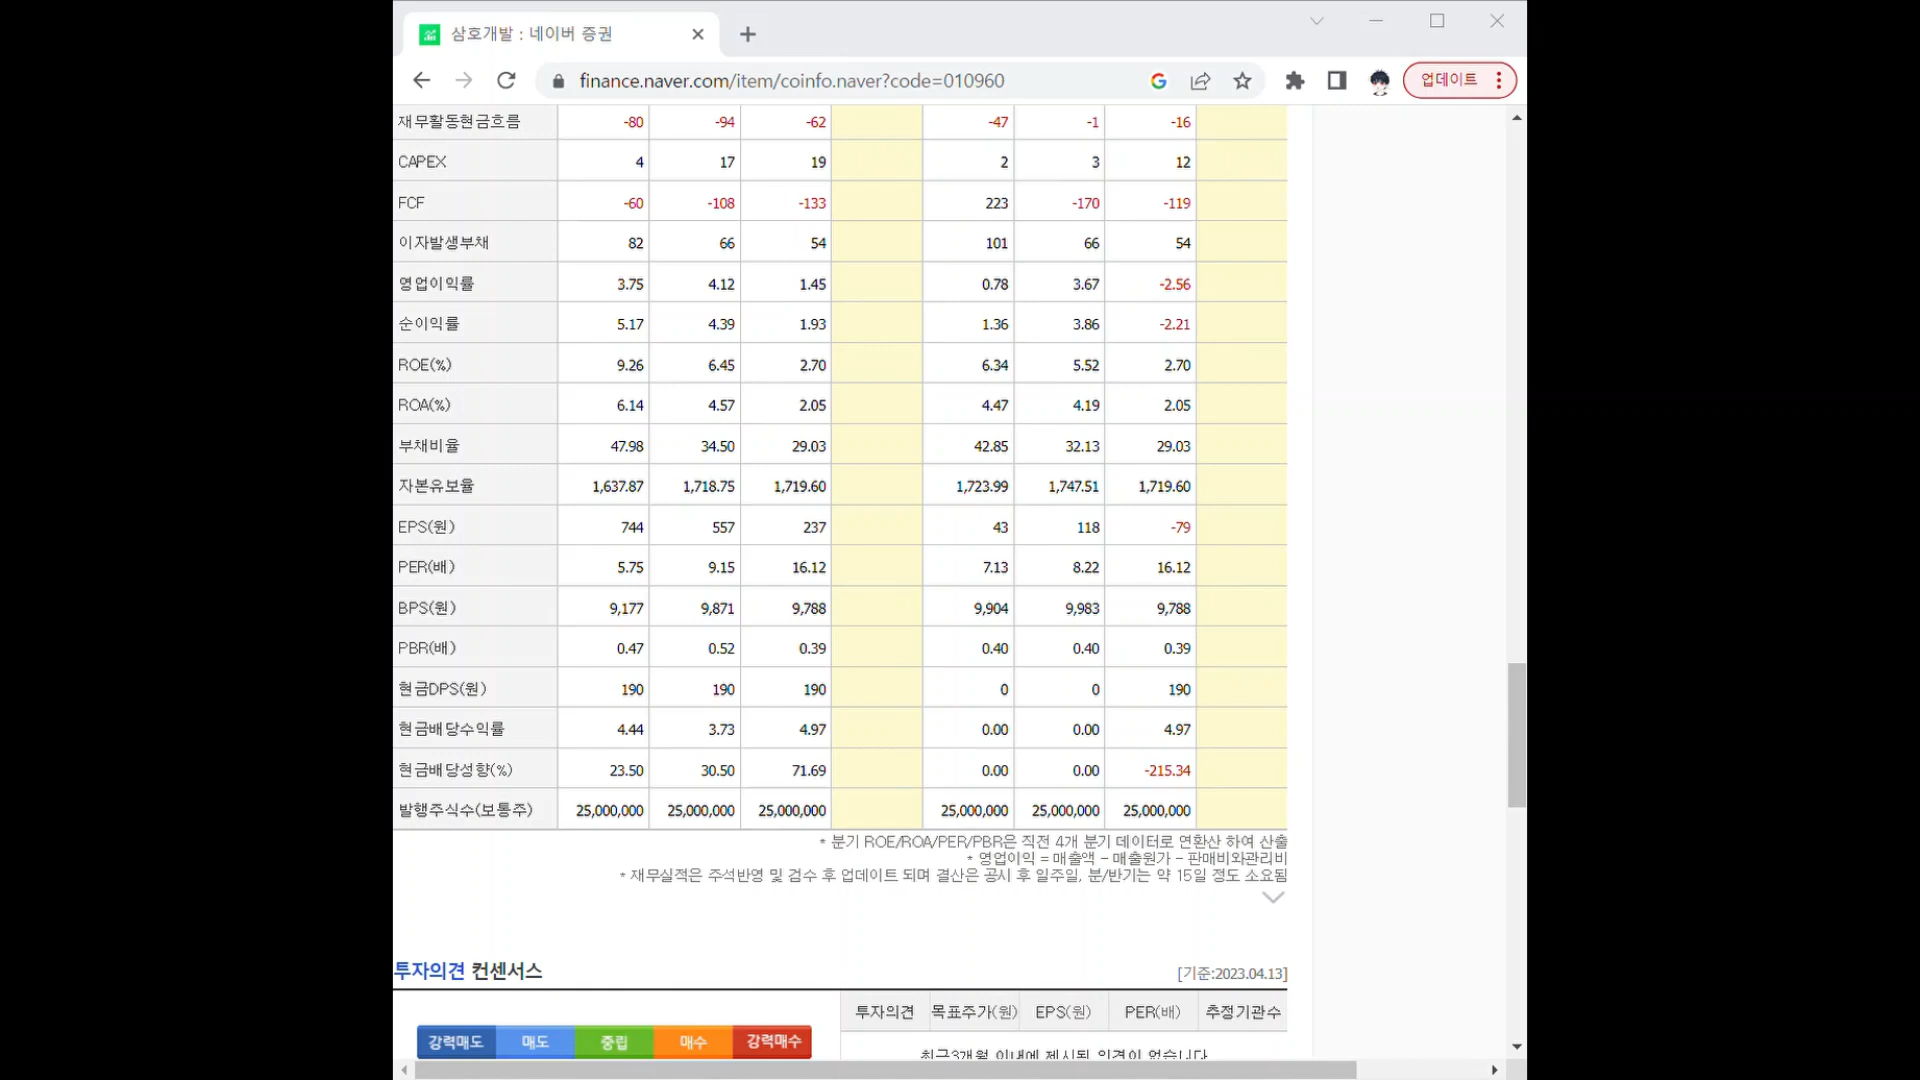 삼호개발 : 네이버 증권
finance.naver.com/item/coinfo.naver?code=010960
업데이트
재무활동현금흐름 -80 -94 -62 -47 -1 -16
CAPEX 4 17 19 2 3 12
FCF -60 -108 -133 223 -170 -119
이자발생부채 82 66 54 101 66 54
영업이익률 3.75 4.12 1.45 0.78 3.67 -2.56
순이익률 5.17 4.39 1.93 1.36 3.86 -2.21
ROE(%) 9.26 6.45 2.70 6.34 5.52 2.70
ROA(%) 6.14 4.57 2.05 4.47 4.19 2.05
부채비율 47.98 34.50 29.03 42.85 32.13 29.03
자본유보율 1,637.87 1,718.75 1,719.60 1,723.99 1,747.51 1,719.60
EPS(원) 744 557 237 43 118 -79
PER(배) 5.75 9.15 16.12 7.13 8.22 16.12
BPS(원) 9,177 9,871 9,788 9,904 9,983 9,788
PBR(배) 0.47 0.52 0.39 0.40 0.40 0.39
현금DPS(원) 190 190 190 0 0 190
현금배당수익률 4.44 3.73 4.97 0.00 0.00 4.97
현금배당성향(%) 23.50 30.50 71.69 0.00 0.00 -215.34
발행주식수(보통주) 25,000,000 25,000,000 25,000,000 25,000,000 25,000,000 25,000,000
* 분기 ROE/ROA/PER/PBR은 직전 4개 분기 데이터로 연환산 하여 산출
* 영업이익 = 매출액 - 매출원가 - 판매비와관리비
* 재무실적은 주석반영 및 검수 후 업데이트 되며 결산은 공시 후 일주일, 분/반기는 약 15일 정도 소요됨
투자의견 컨센서스 [기준:2023.04.13]
투자의견 목표주가(원) EPS(원) PER(배) 추정기관수
강력매도 매도 중립 매수 강력매수
최근3개월 이내에 제시된 의견이 없습니다